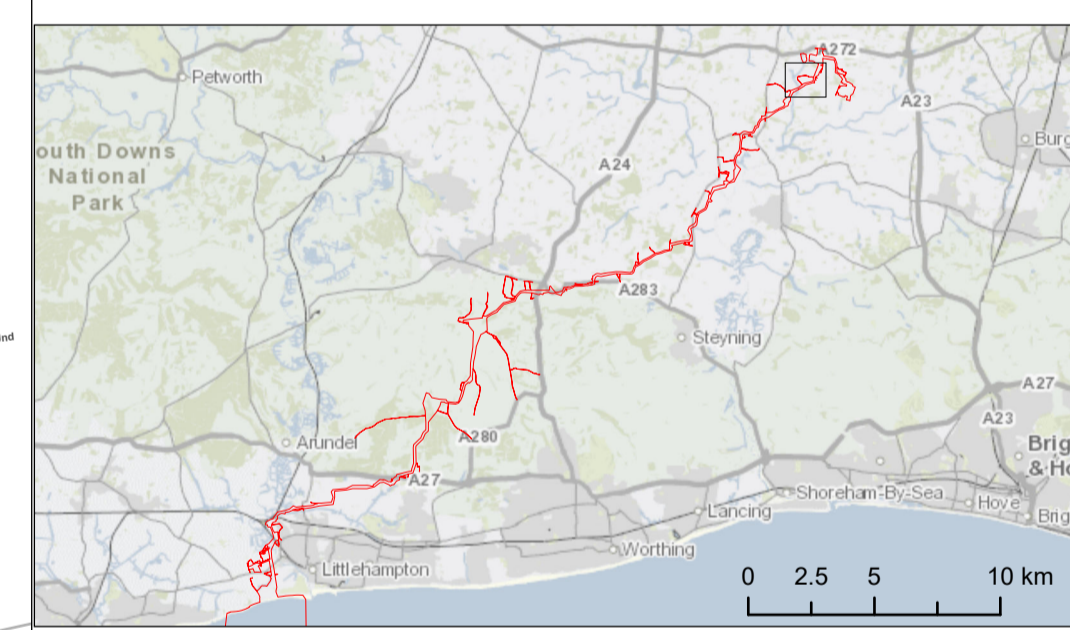 A272
Petworth
A23
Burg
outh Downs
National
Park
A24
A283
nd
Steyning
A27
A23
Arundel
A280
Brig
& Ho
A27
Shoreham-By-Sea
Hove
Lancing
Brig
Worthing
Littlehampton
0 2.5 5 10 km